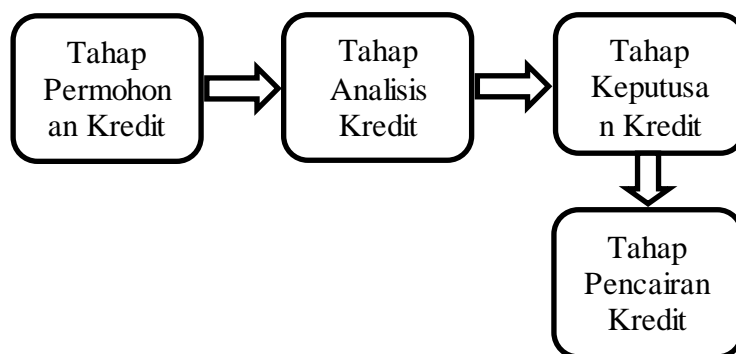 Tahap
Permohon
an Kredit
Tahap
Analisis
Kredit
Tahap
Keputusa
n Kredit
Tahap
Pencairan
Kredit